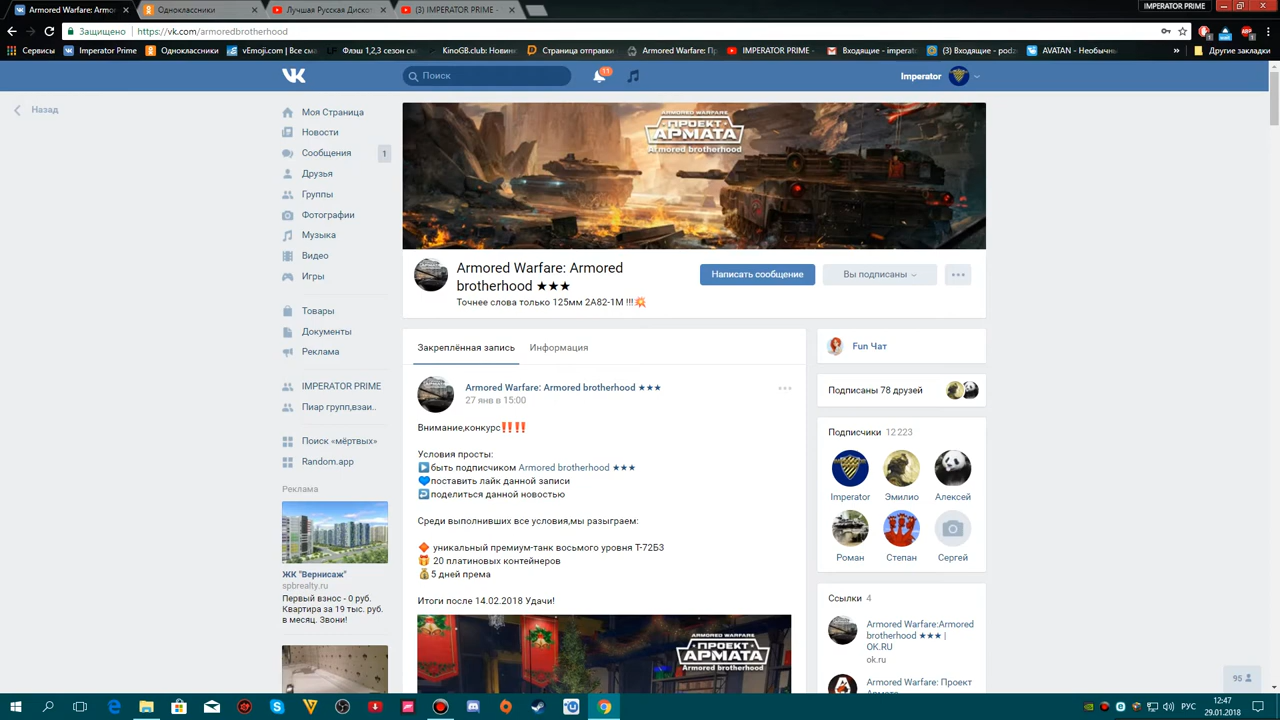 Armored Warfare: Armored
Одноклассники
Лучшая Русская Диско
(3) IMPERATOR PRIME -
IMPERATOR PRIME
Защищено
https://vk.com/armoredbrotherhood
Сервисы
Imperator Prime
Одноклассники
vEmoji.com | Все сма
Флэш 1,2,3 сезон см
KinoGB.club: Новинк
Страница отправки
Armored Warfare: Пр
IMPERATOR PRIME -
Входящие - imperat
(3) Входящие - podz
AVATAN - Необычн
Другие закладки
Поиск
11
Imperator
Назад
Моя Страница
Новости
Сообщения 1
Друзья
Группы
Фотографии
Музыка
Видео
Игры
Товары
Документы
Реклама
IMPERATOR PRIME
Пиар групп,взаи..
Поиск «мёртвых»
Random.app
Реклама
ЖК "Вернисаж"
spbrealty.ru
Первый взнос - 0 руб.
Квартира за 19 тыс. руб.
в месяц. Звони!
ARMORED WARFARE
ПРОЕКТ
АРМАТА
Armored brotherhood
Armored Warfare: Armored
brotherhood ★★★
Точнее слова только 125мм 2А82-1М !!!💥
Написать сообщение
Вы подписаны
Закреплённая запись
Информация
Armored Warfare: Armored brotherhood ★★★
27 янв в 15:00
Внимание,конкурс‼️‼️
Условия просты:
▶️быть подписчиком Armored brotherhood ★★★
💙поставить лайк данной записи
↩️поделиться данной новостью
Среди выполнивших все условия,мы разыграем:
🔶 уникальный премиум-танк восьмого уровня Т-72Б3
🎁 20 платиновых контейнеров
💰5 дней према
Итоги после 14.02.2018 Удачи!
ARMORED WARFARE
ПРОЕКТ
АРМАТА
Armored brotherhood
Fun Чат
Подписаны 78 друзей
Подписчики 12 223
Imperator
Эмилио
Алексей
Роман
Степан
Сергей
Ссылки 4
Armored Warfare:Armored
brotherhood ★★★ |
OK.RU
ok.ru
Armored Warfare: Проект
95
РУС
12:47
29.01.2018